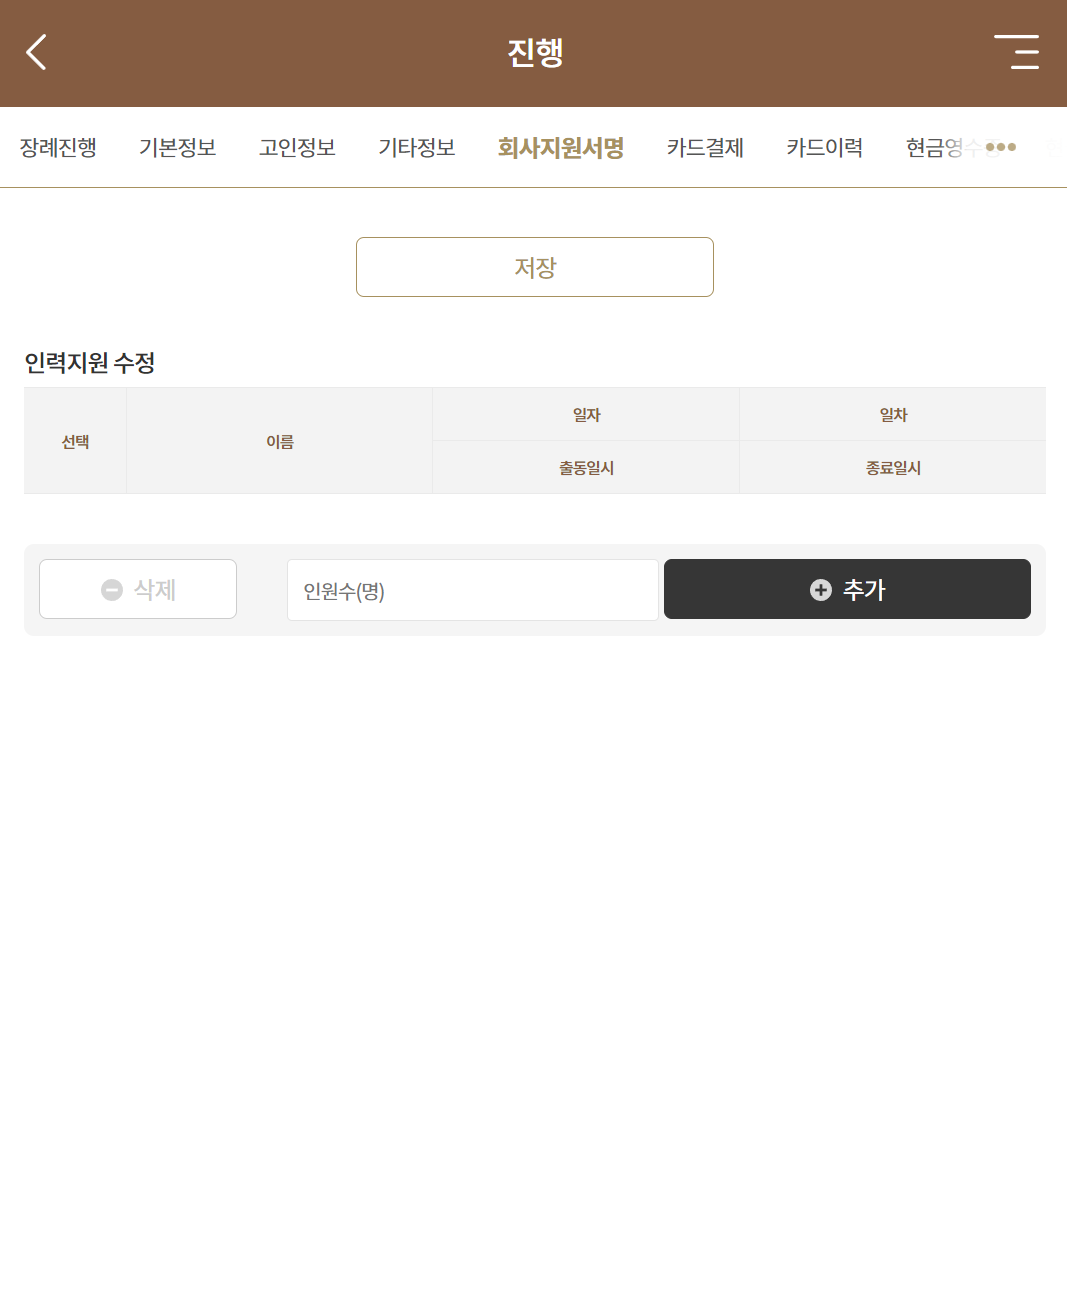 진행
장례진행 기본정보 고인정보 기타정보 회사지원서명 카드결제 카드이력 현금영수증
저장
인력지원 수정
선택 이름 일자 일차
출동일시 종료일시
삭제 인원수(명) 추가